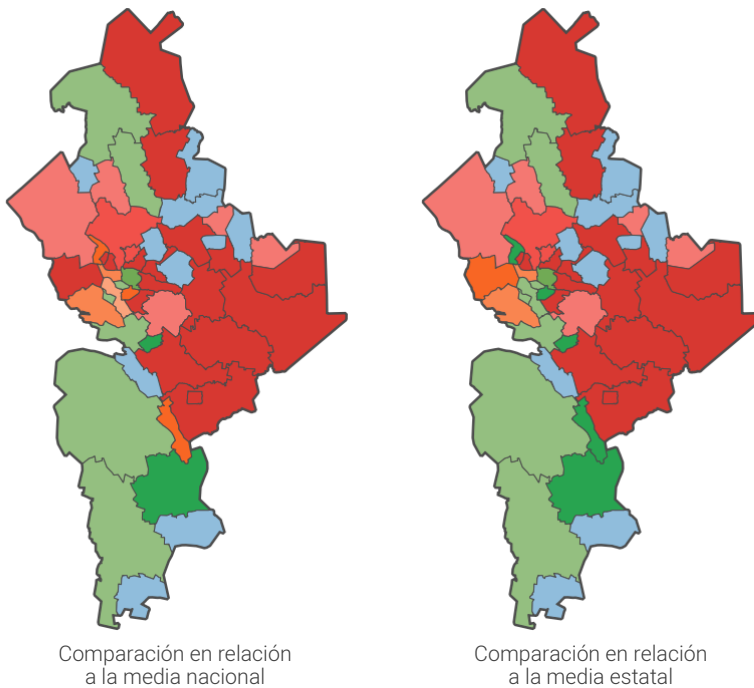 Comparación en relación
a la media nacional
Comparación en relación
a la media estatal